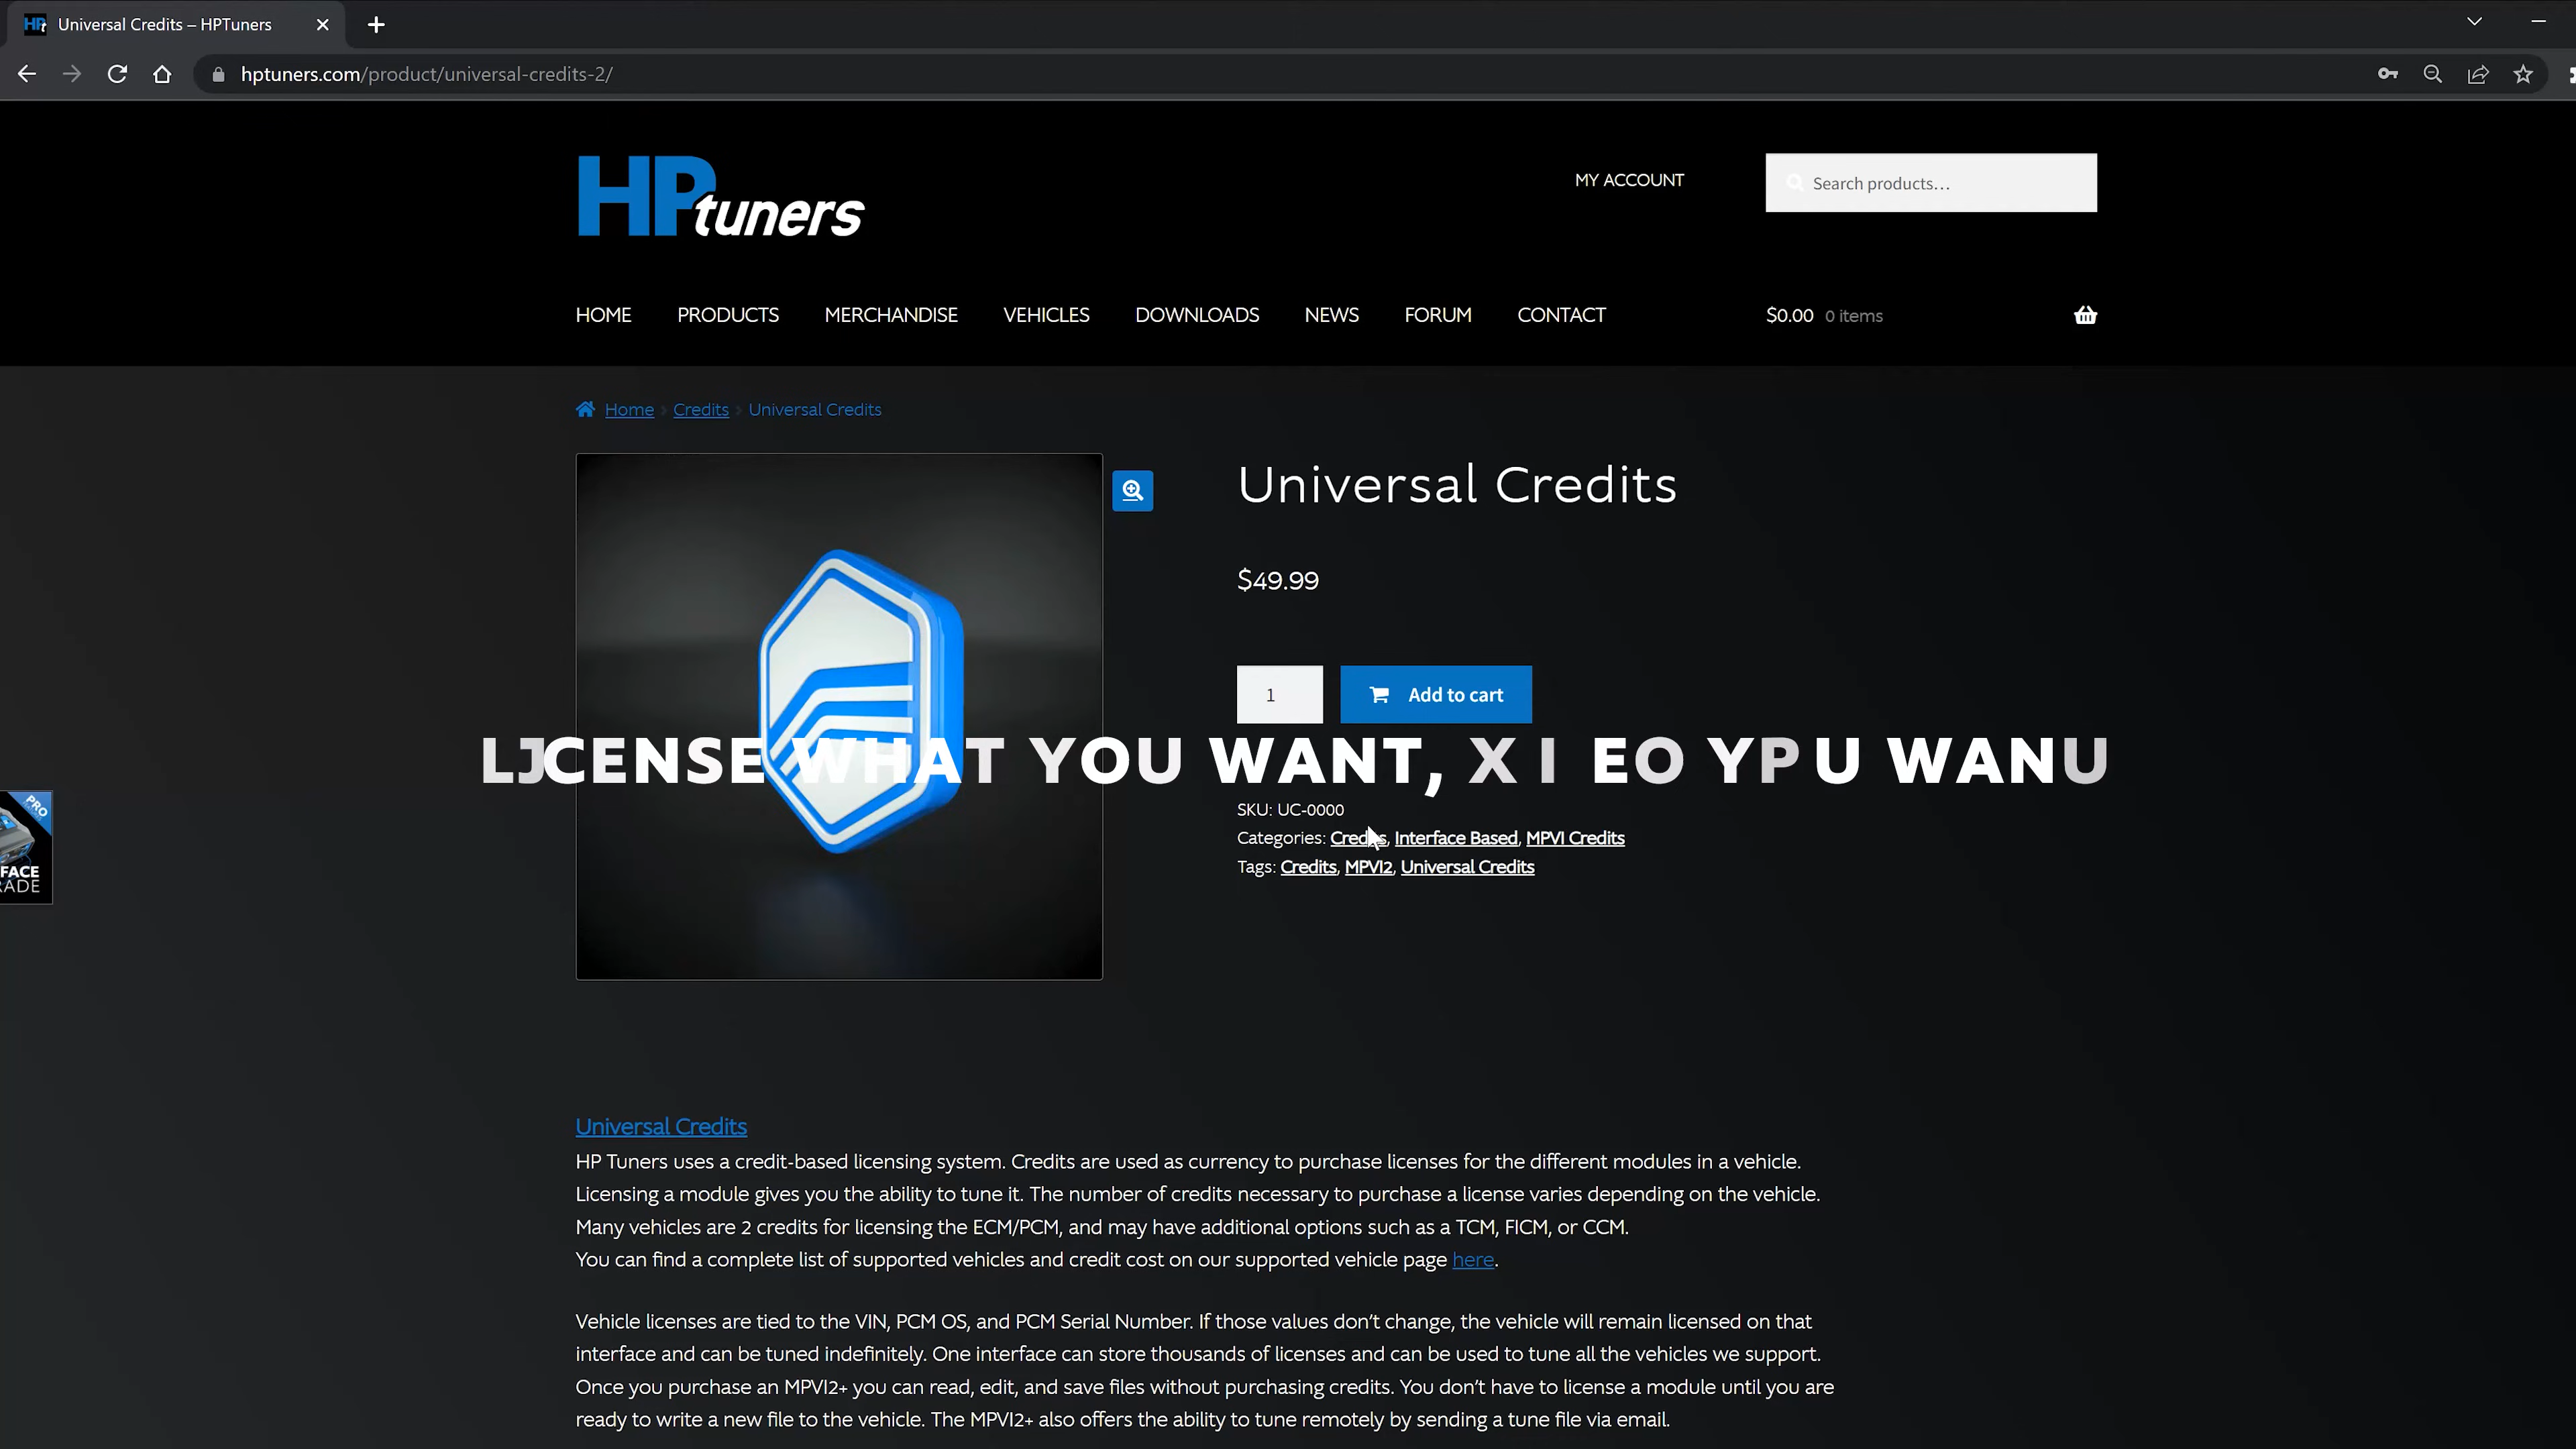 Universal Credits – HPTuners
hptuners.com/product/universal-credits-2/
HPtuners
MY ACCOUNT
Search products...
HOME PRODUCTS MERCHANDISE VEHICLES DOWNLOADS NEWS FORUM CONTACT
$0.00 0 items
Home Credits Universal Credits
Universal Credits
$49.99
1 Add to cart
WHAT YOU WANT,
SKU: UC-0000
Categories: Credits, Interface Based, MPVI Credits
Tags: Credits, MPVI2, Universal Credits
PRO
Universal Credits
HP Tuners uses a credit-based licensing system. Credits are used as currency to purchase licenses for the different modules in a vehicle.
Licensing a module gives you the ability to tune it. The number of credits necessary to purchase a license varies depending on the vehicle.
Many vehicles are 2 credits for licensing the ECM/PCM, and may have additional options such as a TCM, FICM, or CCM.
You can find a complete list of supported vehicles and credit cost on our supported vehicle page here.
Vehicle licenses are tied to the VIN, PCM OS, and PCM Serial Number. If those values don't change, the vehicle will remain licensed on that
interface and can be tuned indefinitely. One interface can store thousands of licenses and can be used to tune all the vehicles we support.
Once you purchase an MPVI2+ you can read, edit, and save files without purchasing credits. You don't have to license a module until you are
ready to write a new file to the vehicle. The MPVI2+ also offers the ability to tune remotely by sending a tune file via email.